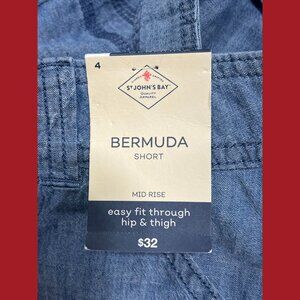 4
ST JOHN'S BAY
QUALITY
APPAREL
BERMUDA
SHORT
MID RISE
easy fit through
hip & thigh
$32